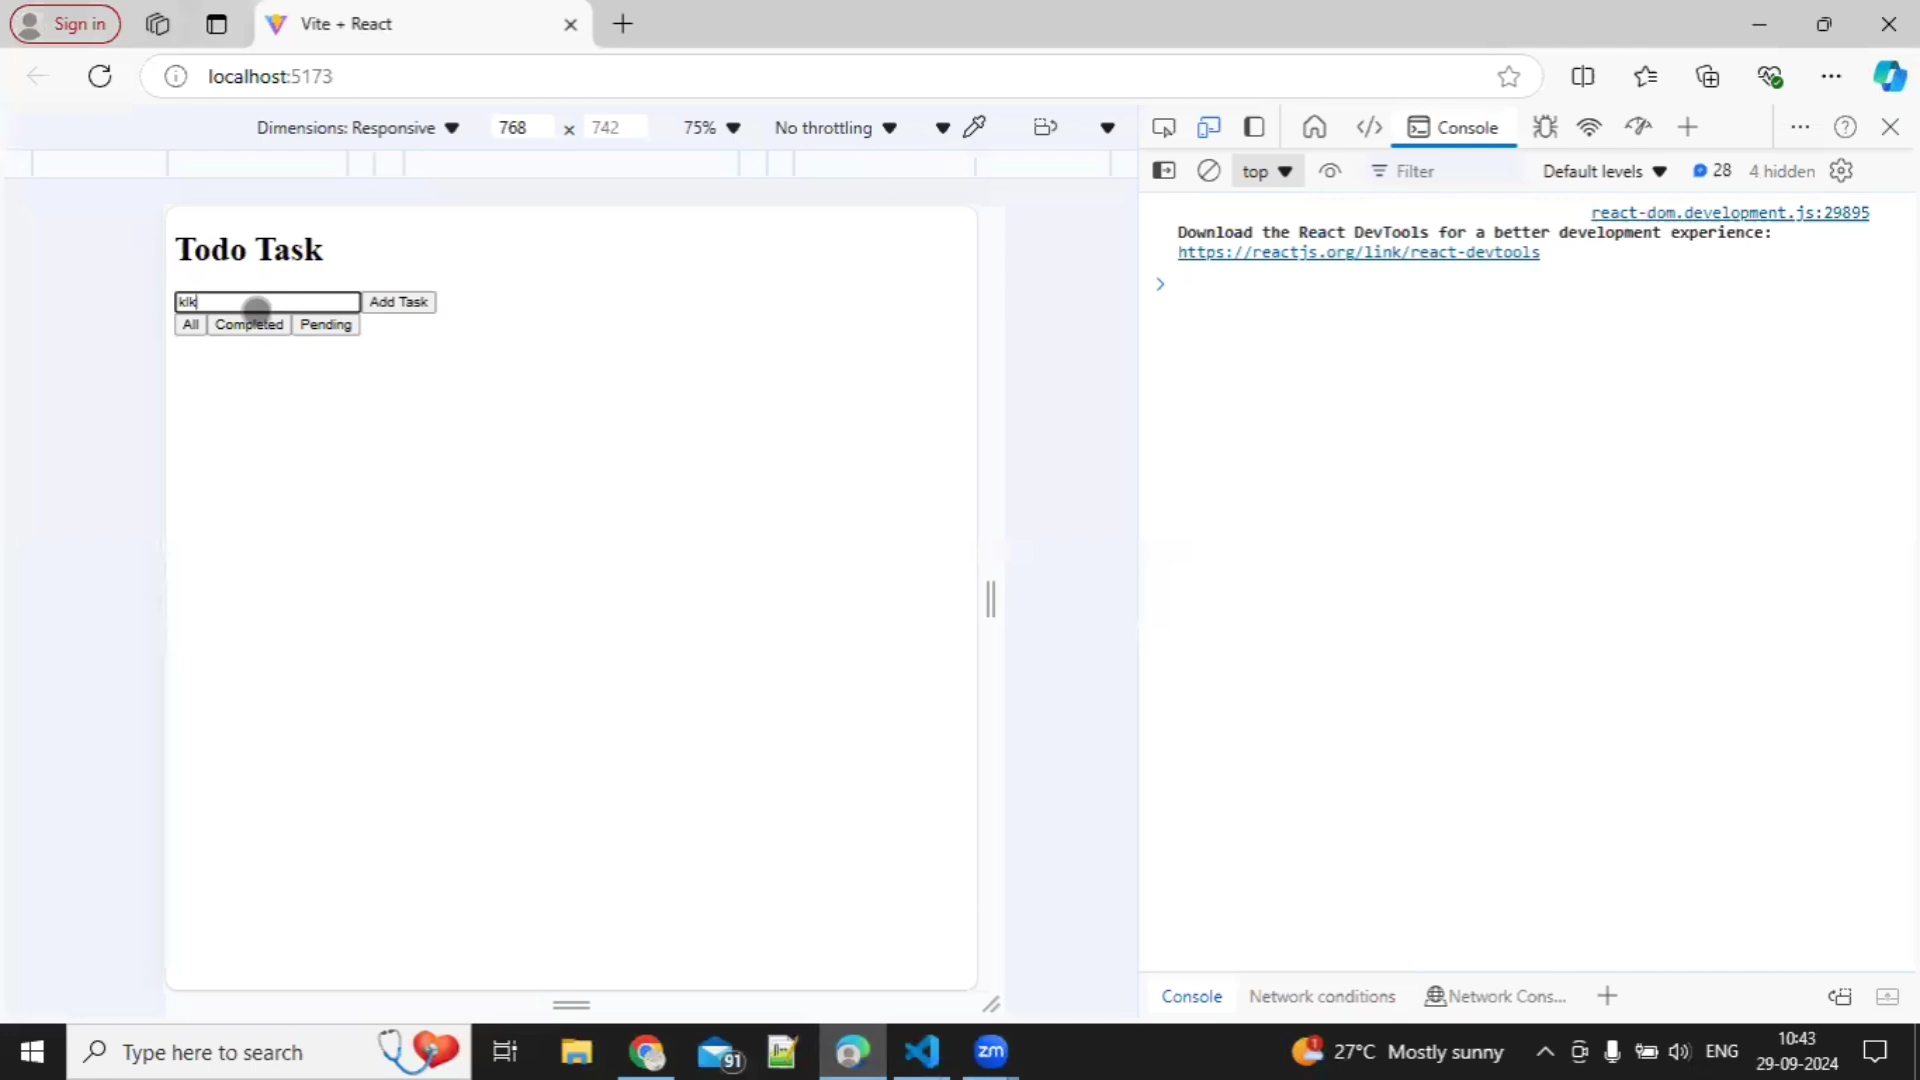 Sign in
Vite + React
localhost:5173
Dimensions: Responsive 768 × 742 75% No throttling
Console
top Filter Default levels 28 4 hidden
react-dom.development.js:29895
Download the React DevTools for a better development experience:
https://reactjs.org/link/react-devtools
Todo Task
klk Add Task
All Completed Pending
Console Network conditions Network Cons...
Type here to search 91 zm 27°C Mostly sunny ENG
10:43
29-09-2024